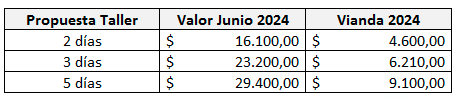 Propuesta Taller Valor Junio 2024 Vianda 2024
2 días $ 16.100,00 $ 4.600,00
3 días $ 23.200,00 $ 6.210,00
5 días $ 29.400,00 $ 9.100,00